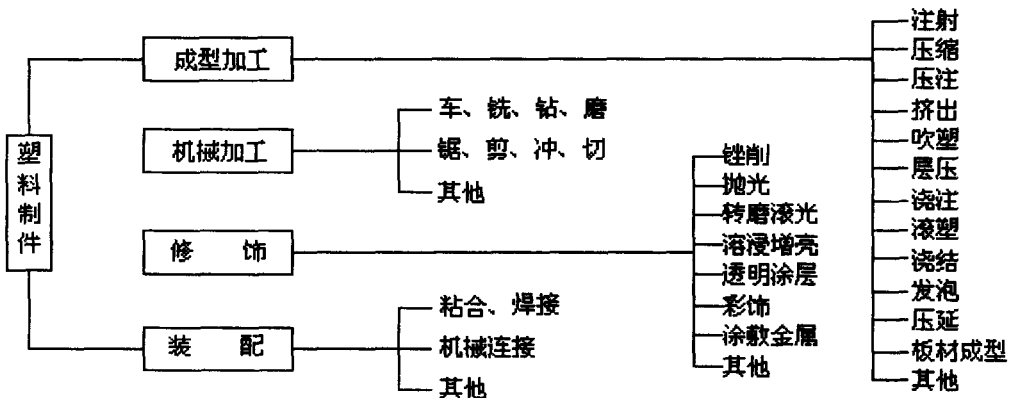 塑料制件
成型加工
注射
压缩
压注
挤出
吹塑
层压
浇注
滚塑
浇结
发泡
压延
板材成型
其他
机械加工
车、铣、钻、磨
锯、剪、冲、切
其他
修 饰
锉削
抛光
转磨滚光
溶浸增亮
透明涂层
彩饰
涂敷金属
其他
装 配
粘合、焊接
机械连接
其他